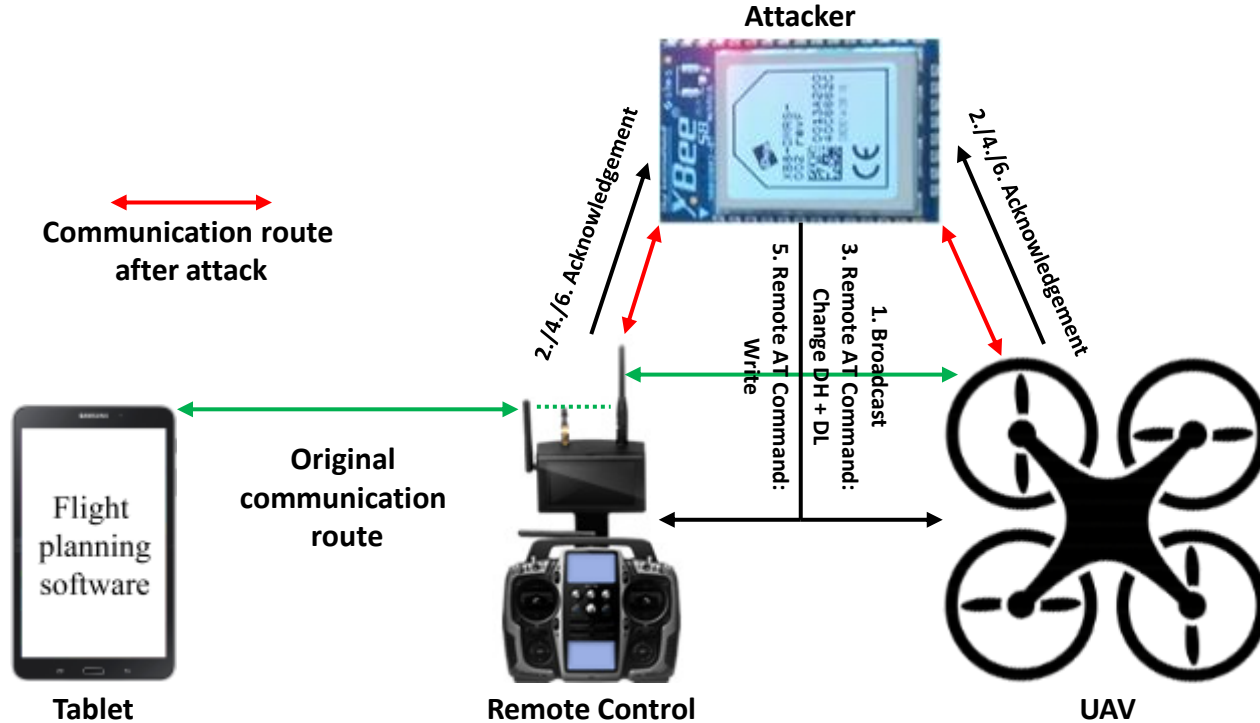 Attacker
XBee
S8
2./4./6. Acknowledgement
2./4./6. Acknowledgement
Communication route
after attack
1. Broadcast
3. Remote AT Command:
Change DH + DL
5. Remote AT Command:
Write
SAMSUNG
Flight
planning
software
Original
communication
route
Tablet
Remote Control
UAV